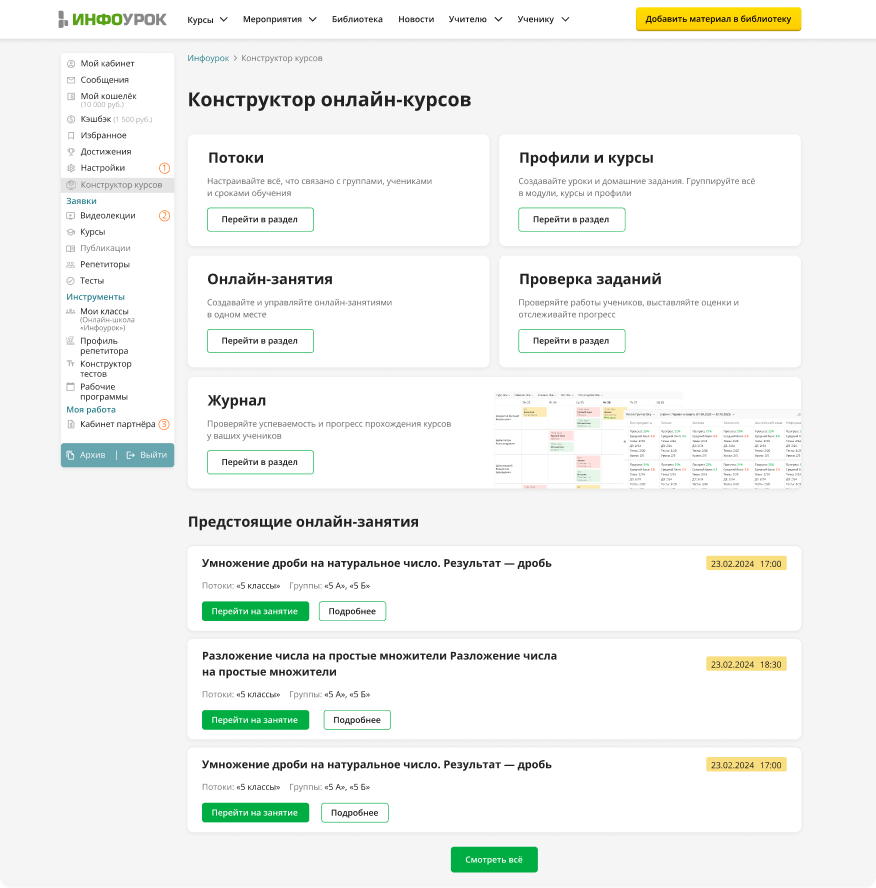 ИНФОУРОК
Курсы
Мероприятия
Библиотека
Новости
Учителю
Ученику
Добавить материал в библиотеку
Мой кабинет
Сообщения
Мой кошелёк
(10 000 руб.)
Кэшбэк (1 500 руб.)
Избранное
Достижения
Настройки 1
Конструктор курсов
Заявки
Видеолекции 2
Курсы
Публикации
Репетиторы
Тесты
Инструменты
Мои классы
(Онлайн-школа
«Инфоурок»)
Профиль
репетитора
Конструктор
тестов
Рабочие
программы
Моя работа
Кабинет партнёра 3
Архив | Выйти
Инфоурок > Конструктор курсов
Конструктор онлайн-курсов
Потоки
Настраивайте всё, что связано с группами, учениками
и сроками обучения
Перейти в раздел
Профили и курсы
Создавайте уроки и домашние задания. Группируйте всё
в модули, курсы и профили
Перейти в раздел
Онлайн-занятия
Создавайте и управляйте онлайн-занятиями
в одном месте
Перейти в раздел
Проверка заданий
Проверяйте работы учеников, выставляйте оценки и
отслеживайте прогресс
Перейти в раздел
Журнал
Проверяйте успеваемость и прогресс прохождения курсов
у ваших учеников
Перейти в раздел
Предстоящие онлайн-занятия
Умножение дроби на натуральное число. Результат — дробь
23.02.2024 17:00
Потоки: «5 классы» Группы: «5 А», «5 Б»
Перейти на занятие
Подробнее
Разложение числа на простые множители Разложение числа
на простые множители
23.02.2024 18:30
Потоки: «5 классы» Группы: «5 А», «5 Б»
Перейти на занятие
Подробнее
Умножение дроби на натуральное число. Результат — дробь
23.02.2024 17:00
Потоки: «5 классы» Группы: «5 А», «5 Б»
Перейти на занятие
Подробнее
Смотреть всё